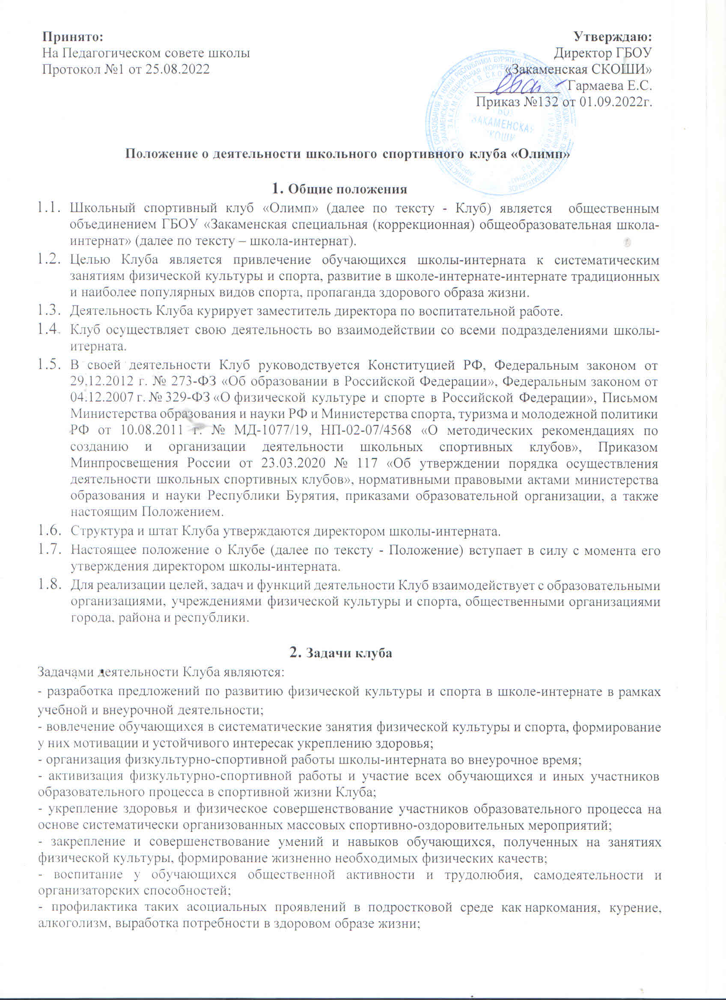 Принято:
На Педагогическом совете школы
Протокол №1 от 25.08.2022
Утверждаю:
Директор ГБОУ
«Закаменская СКОШИ»
Гармаева Е.С.
Приказ №132 от 01.09.2022г.
ЗАКАМЕНСКАЯ
Положение о деятельности школьного спортивного клуба «Олимп»
1. Общие положения
1.1. Школьный спортивный клуб «Олимп» (далее по тексту - Клуб) является общественным
объединением ГБОУ «Закаменская специальная (коррекционная) общеобразовательная школа-
интернат» (далее по тексту – школа-интернат).
1.2. Целью Клуба является привлечение обучающихся школы-интерната к систематическим
занятиям физической культуры и спорта, развитие в школе-интернате-интернате традиционных
и наиболее популярных видов спорта, пропаганда здорового образа жизни.
1.3. Деятельность Клуба курирует заместитель директора по воспитательной работе.
1.4. Клуб осуществляет свою деятельность во взаимодействии со всеми подразделениями школы-
итерната.
1.5. В своей деятельности Клуб руководствуется Конституцией РФ, Федеральным законом от
29.12.2012 г. № 273-ФЗ «Об образовании в Российской Федерации», Федеральным законом от
04.12.2007 г. № 329-ФЗ «О физической культуре и спорте в Российской Федерации», Письмом
Министерства образования и науки РФ и Министерства спорта, туризма и молодежной политики
РФ от 10.08.2011 г. № МД-1077/19, НП-02-07/4568 «О методических рекомендациях по
созданию и организации деятельности школьных спортивных клубов», Приказом
Минпросвещения России от 23.03.2020 № 117 «Об утверждении порядка осуществления
деятельности школьных спортивных клубов», нормативными правовыми актами министерства
образования и науки Республики Бурятия, приказами образовательной организации, а также
настоящим Положением.
1.6. Структура и штат Клуба утверждаются директором школы-интерната.
1.7. Настоящее положение о Клубе (далее по тексту - Положение) вступает в силу с момента его
утверждения директором школы-интерната.
1.8. Для реализации целей, задач и функций деятельности Клуб взаимодействует с образовательными
организациями, учреждениями физической культуры и спорта, общественными организациями
города, района и республики.
2. Задачи клуба
Задачами деятельности Клуба являются:
- разработка предложений по развитию физической культуры и спорта в школе-интернате в рамках
учебной и внеурочной деятельности;
- вовлечение обучающихся в систематические занятия физической культуры и спорта, формирование
у них мотивации и устойчивого интересак укреплению здоровья;
- организация физкультурно-спортивной работы школы-интерната во внеурочное время;
- активизация физкультурно-спортивной работы и участие всех обучающихся и иных участников
образовательного процесса в спортивной жизни Клуба;
- укрепление здоровья и физическое совершенствование участников образовательного процесса на
основе систематически организованных массовых спортивно-оздоровительных мероприятий;
- закрепление и совершенствование умений и навыков обучающихся, полученных на занятиях
физической культуры, формирование жизненно необходимых физических качеств;
- воспитание у обучающихся общественной активности и трудолюбия, самодеятельности и
организаторских способностей;
- профилактика таких асоциальных проявлений в подростковой среде как наркомания, курение,
алкоголизм, выработка потребности в здоровом образе жизни;